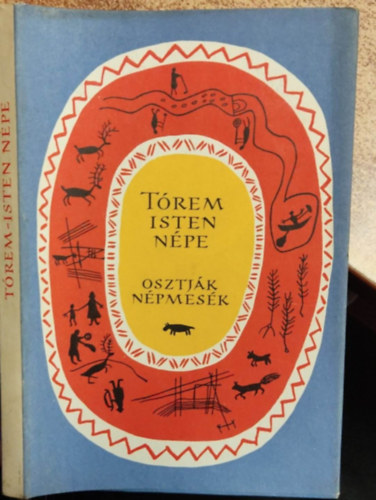 TÓREM-ISTEN NÉPE
TÓREM
ISTEN
NÉPE
OSZTJÁK
NÉPMESÉK